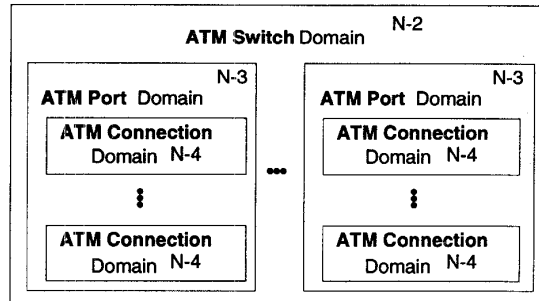 N-2
ATM Switch Domain
N-3
ATM Port Domain
ATM Connection
Domain N-4
ATM Connection
Domain N-4
N-3
ATM Port Domain
ATM Connection
Domain N-4
ATM Connection
Domain N-4